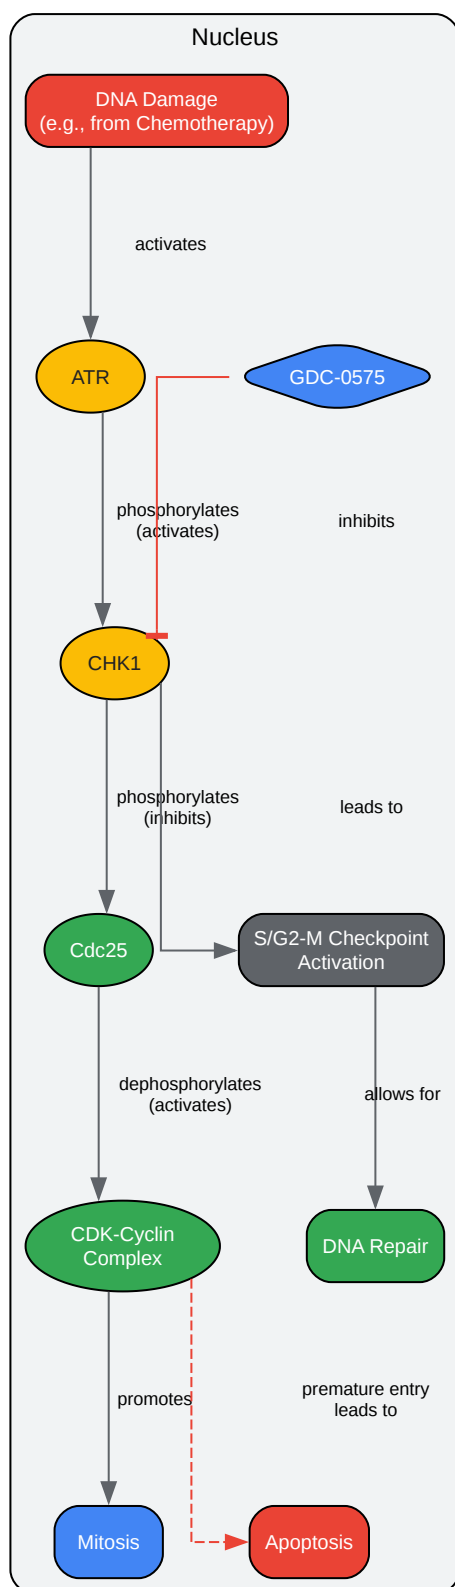 Nucleus
DNA Damage
(e.g., from Chemotherapy)
activates
ATR
GDC-0575
phosphorylates
(activates)
inhibits
CHK1
phosphorylates
(inhibits)
leads to
Cdc25
S/G2-M Checkpoint
Activation
dephosphorylates
(activates)
allows for
CDK-Cyclin
Complex
DNA Repair
promotes
premature entry
leads to
Mitosis
Apoptosis